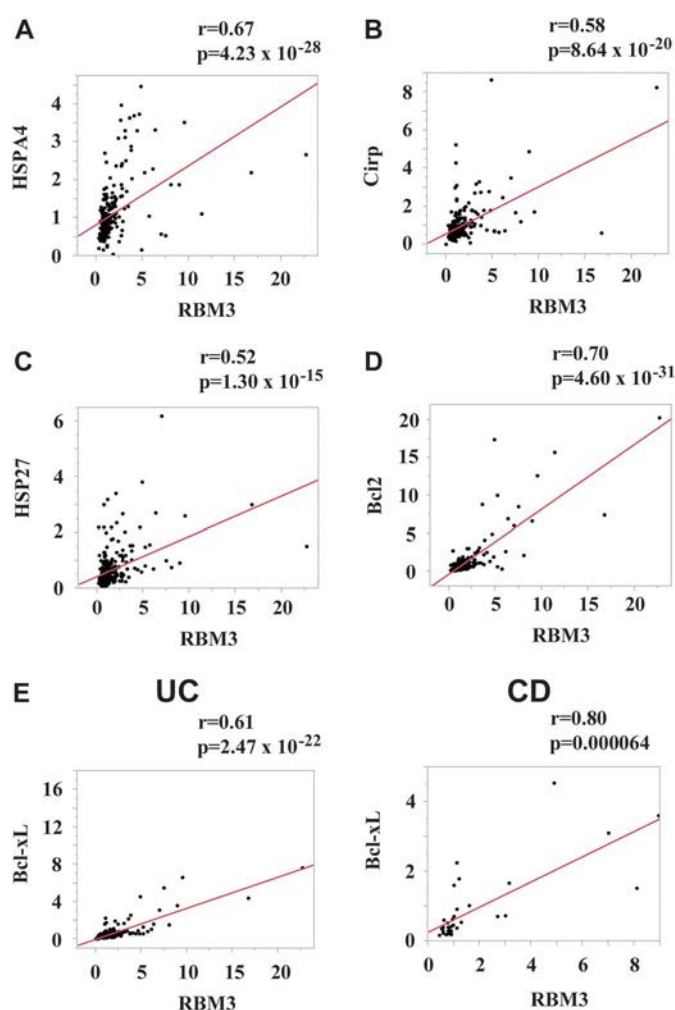 A
r=0.67
p=4.23 x 10-28
HSPA4
4
3
2
1
0
0 5 10 15 20
RBM3
B
r=0.58
p=8.64 x 10-20
Cirp
8
6
4
2
0
0 5 10 15 20
RBM3
C
r=0.52
p=1.30 x 10-15
HSP27
6
4
2
0
0 5 10 15 20
RBM3
D
r=0.70
p=4.60 x 10-31
Bcl2
20
15
10
5
0
0 5 10 15 20
RBM3
E
UC
r=0.61
p=2.47 x 10-22
Bcl-xL
16
12
8
4
0
0 5 10 15 20
RBM3
CD
r=0.80
p=0.000064
Bcl-xL
4
2
0
0 2 4 6 8
RBM3